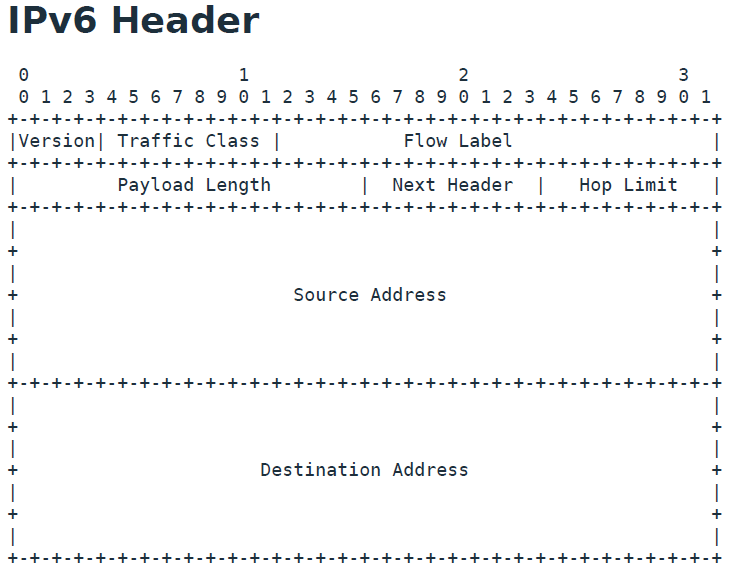 IPv6 Header
 0                   1                   2                   3
 0 1 2 3 4 5 6 7 8 9 0 1 2 3 4 5 6 7 8 9 0 1 2 3 4 5 6 7 8 9 0 1
+-+-+-+-+-+-+-+-+-+-+-+-+-+-+-+-+-+-+-+-+-+-+-+-+-+-+-+-+-+-+-+-+
|Version| Traffic Class |           Flow Label                  |
+-+-+-+-+-+-+-+-+-+-+-+-+-+-+-+-+-+-+-+-+-+-+-+-+-+-+-+-+-+-+-+-+
|         Payload Length        |  Next Header  |   Hop Limit   |
+-+-+-+-+-+-+-+-+-+-+-+-+-+-+-+-+-+-+-+-+-+-+-+-+-+-+-+-+-+-+-+-+
|                                                               |
+                                                               +
|                                                               |
+                         Source Address                        +
|                                                               |
+                                                               +
|                                                               |
+-+-+-+-+-+-+-+-+-+-+-+-+-+-+-+-+-+-+-+-+-+-+-+-+-+-+-+-+-+-+-+-+
|                                                               |
+                                                               +
|                                                               |
+                      Destination Address                      +
|                                                               |
+                                                               +
|                                                               |
+-+-+-+-+-+-+-+-+-+-+-+-+-+-+-+-+-+-+-+-+-+-+-+-+-+-+-+-+-+-+-+-+